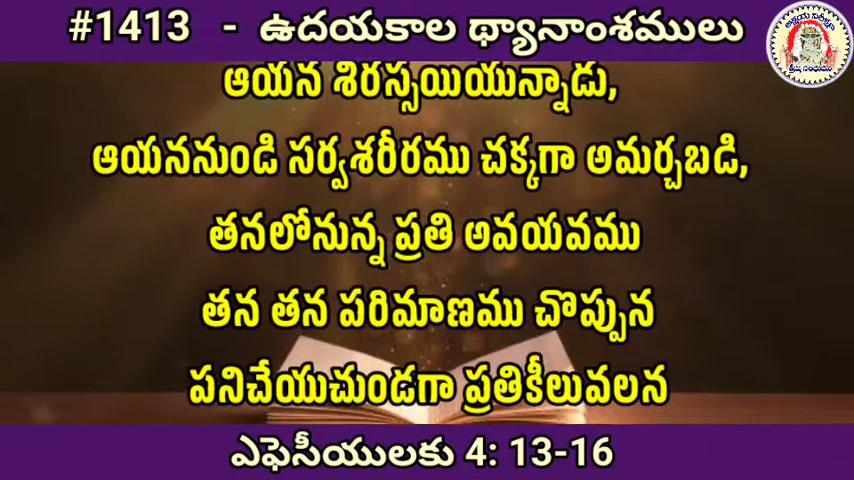 #1413 - ఉదయకాల ధ్యానాంశములు
ఆయన శిరస్సయియున్నాడు,
ఆయననుండి సర్వశరీరము చక్కగా అమర్చబడి,
తనలోనున్న ప్రతి అవయవము
తన తన పరిమాణము చొప్పున
పనిచేయుచుండగా ప్రతికీలువలన
ఎఫెసీయులకు 4: 13-16